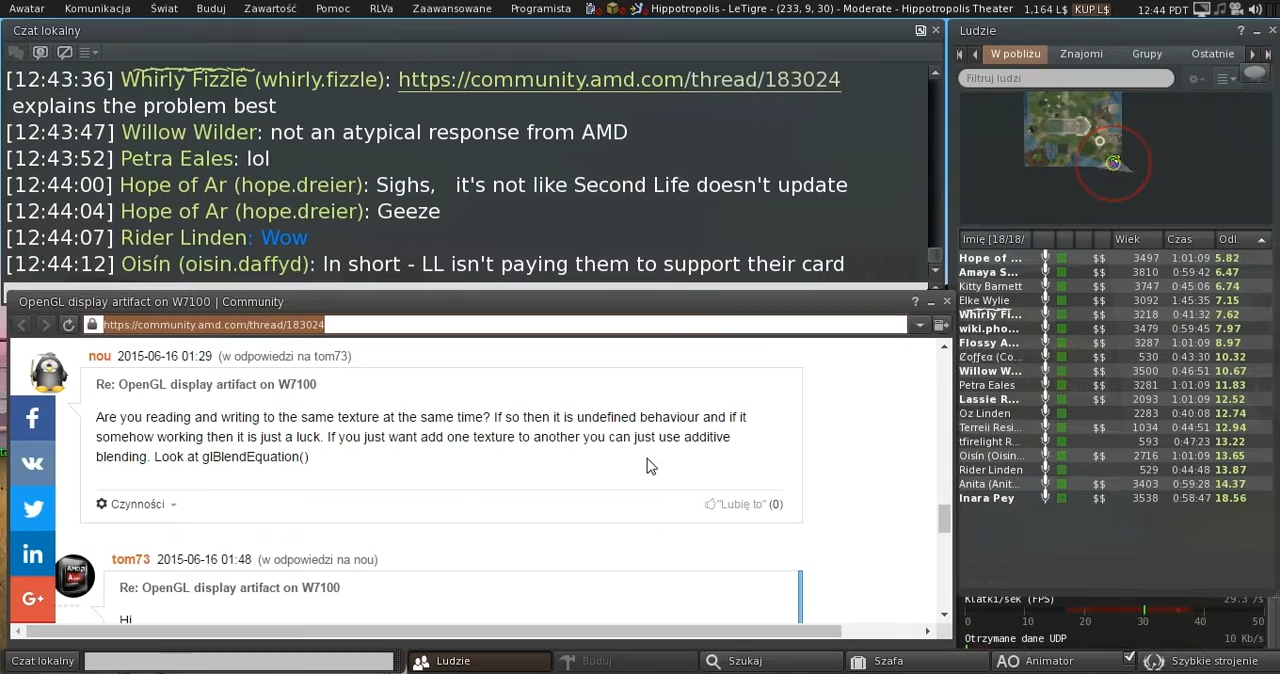 Awatar Komunikacja Świat Buduj Zawartość Pomoc RLVa Zaawansowane Programista Hippotropolis - LeTigre - (233, 9, 30) - Moderate - Hippotropolis Theater 1,164 L$ KUP L$ 12:44 PDT
Czat lokalny
[12:43:36] Whirly Fizzle (whirly.fizzle): https://community.amd.com/thread/183024
explains the problem best
[12:43:47] Willow Wilder: not an atypical response from AMD
[12:43:52] Petra Eales: lol
[12:44:00] Hope of Ar (hope.dreier): Sighs, it's not like Second Life doesn't update
[12:44:04] Hope of Ar (hope.dreier): Geeze
[12:44:07] Rider Linden: Wow
[12:44:12] Oisín (oisin.daffyd): In short - LL isn't paying them to support their card
OpenGL display artifact on W7100 | Community
https://community.amd.com/thread/183024
nou 2015-06-16 01:29 (w odpowiedzi na tom73)
Re: OpenGL display artifact on W7100
Are you reading and writing to the same texture at the same time? If so then it is undefined behaviour and if it
somehow working then it is just a luck. If you just want add one texture to another you can just use additive
blending. Look at glBlendEquation()
Czynności "Lubię to" (0)
tom73 2015-06-16 01:48 (w odpowiedzi na nou)
Re: OpenGL display artifact on W7100
Hi
Ludzie
W pobliżu Znajomi Grupy Ostatnie
Filtruj ludzi
Imię [18/18/ Wiek Czas Odl.
Hope of ... $$ 3497 1:01:09 5.82
Amaya S... $$ 3810 0:59:42 6.47
Kitty Barnett $$ 3747 0:45:06 6.74
Elke Wylie $$ 3092 1:45:35 7.15
Whirly Fi... $$ 3218 0:41:32 7.62
wiki.pho... $$ 3479 0:59:45 7.97
Flossy A... $$ 3287 1:01:09 8.97
Ȼoffєα (Co... $$ 530 0:43:30 10.32
Willow W... $$ 3500 0:46:51 10.67
Petra Eales $$ 3281 1:01:09 11.83
Lassie R... $$ 2093 1:01:09 12.52
Oz Linden 2283 0:40:08 12.74
Terreii Resi... $$ 1034 0:44:51 12.94
tfirelight R... 593 0:47:23 13.22
Oisín (Oisin... $$ 2716 1:01:09 13.65
Rider Linden 529 0:44:48 13.87
Anita (Anit... $$ 3403 0:59:28 14.37
Inara Pey $$ 3538 0:58:47 18.56
Klatki/sek (FPS) 29.3 /s
0 10 20 30 40 50
Otrzymane dane UDP 10 Kb/s
Czat lokalny Ludzie Buduj Szukaj Szafa AO Animator Szybkie strojenie